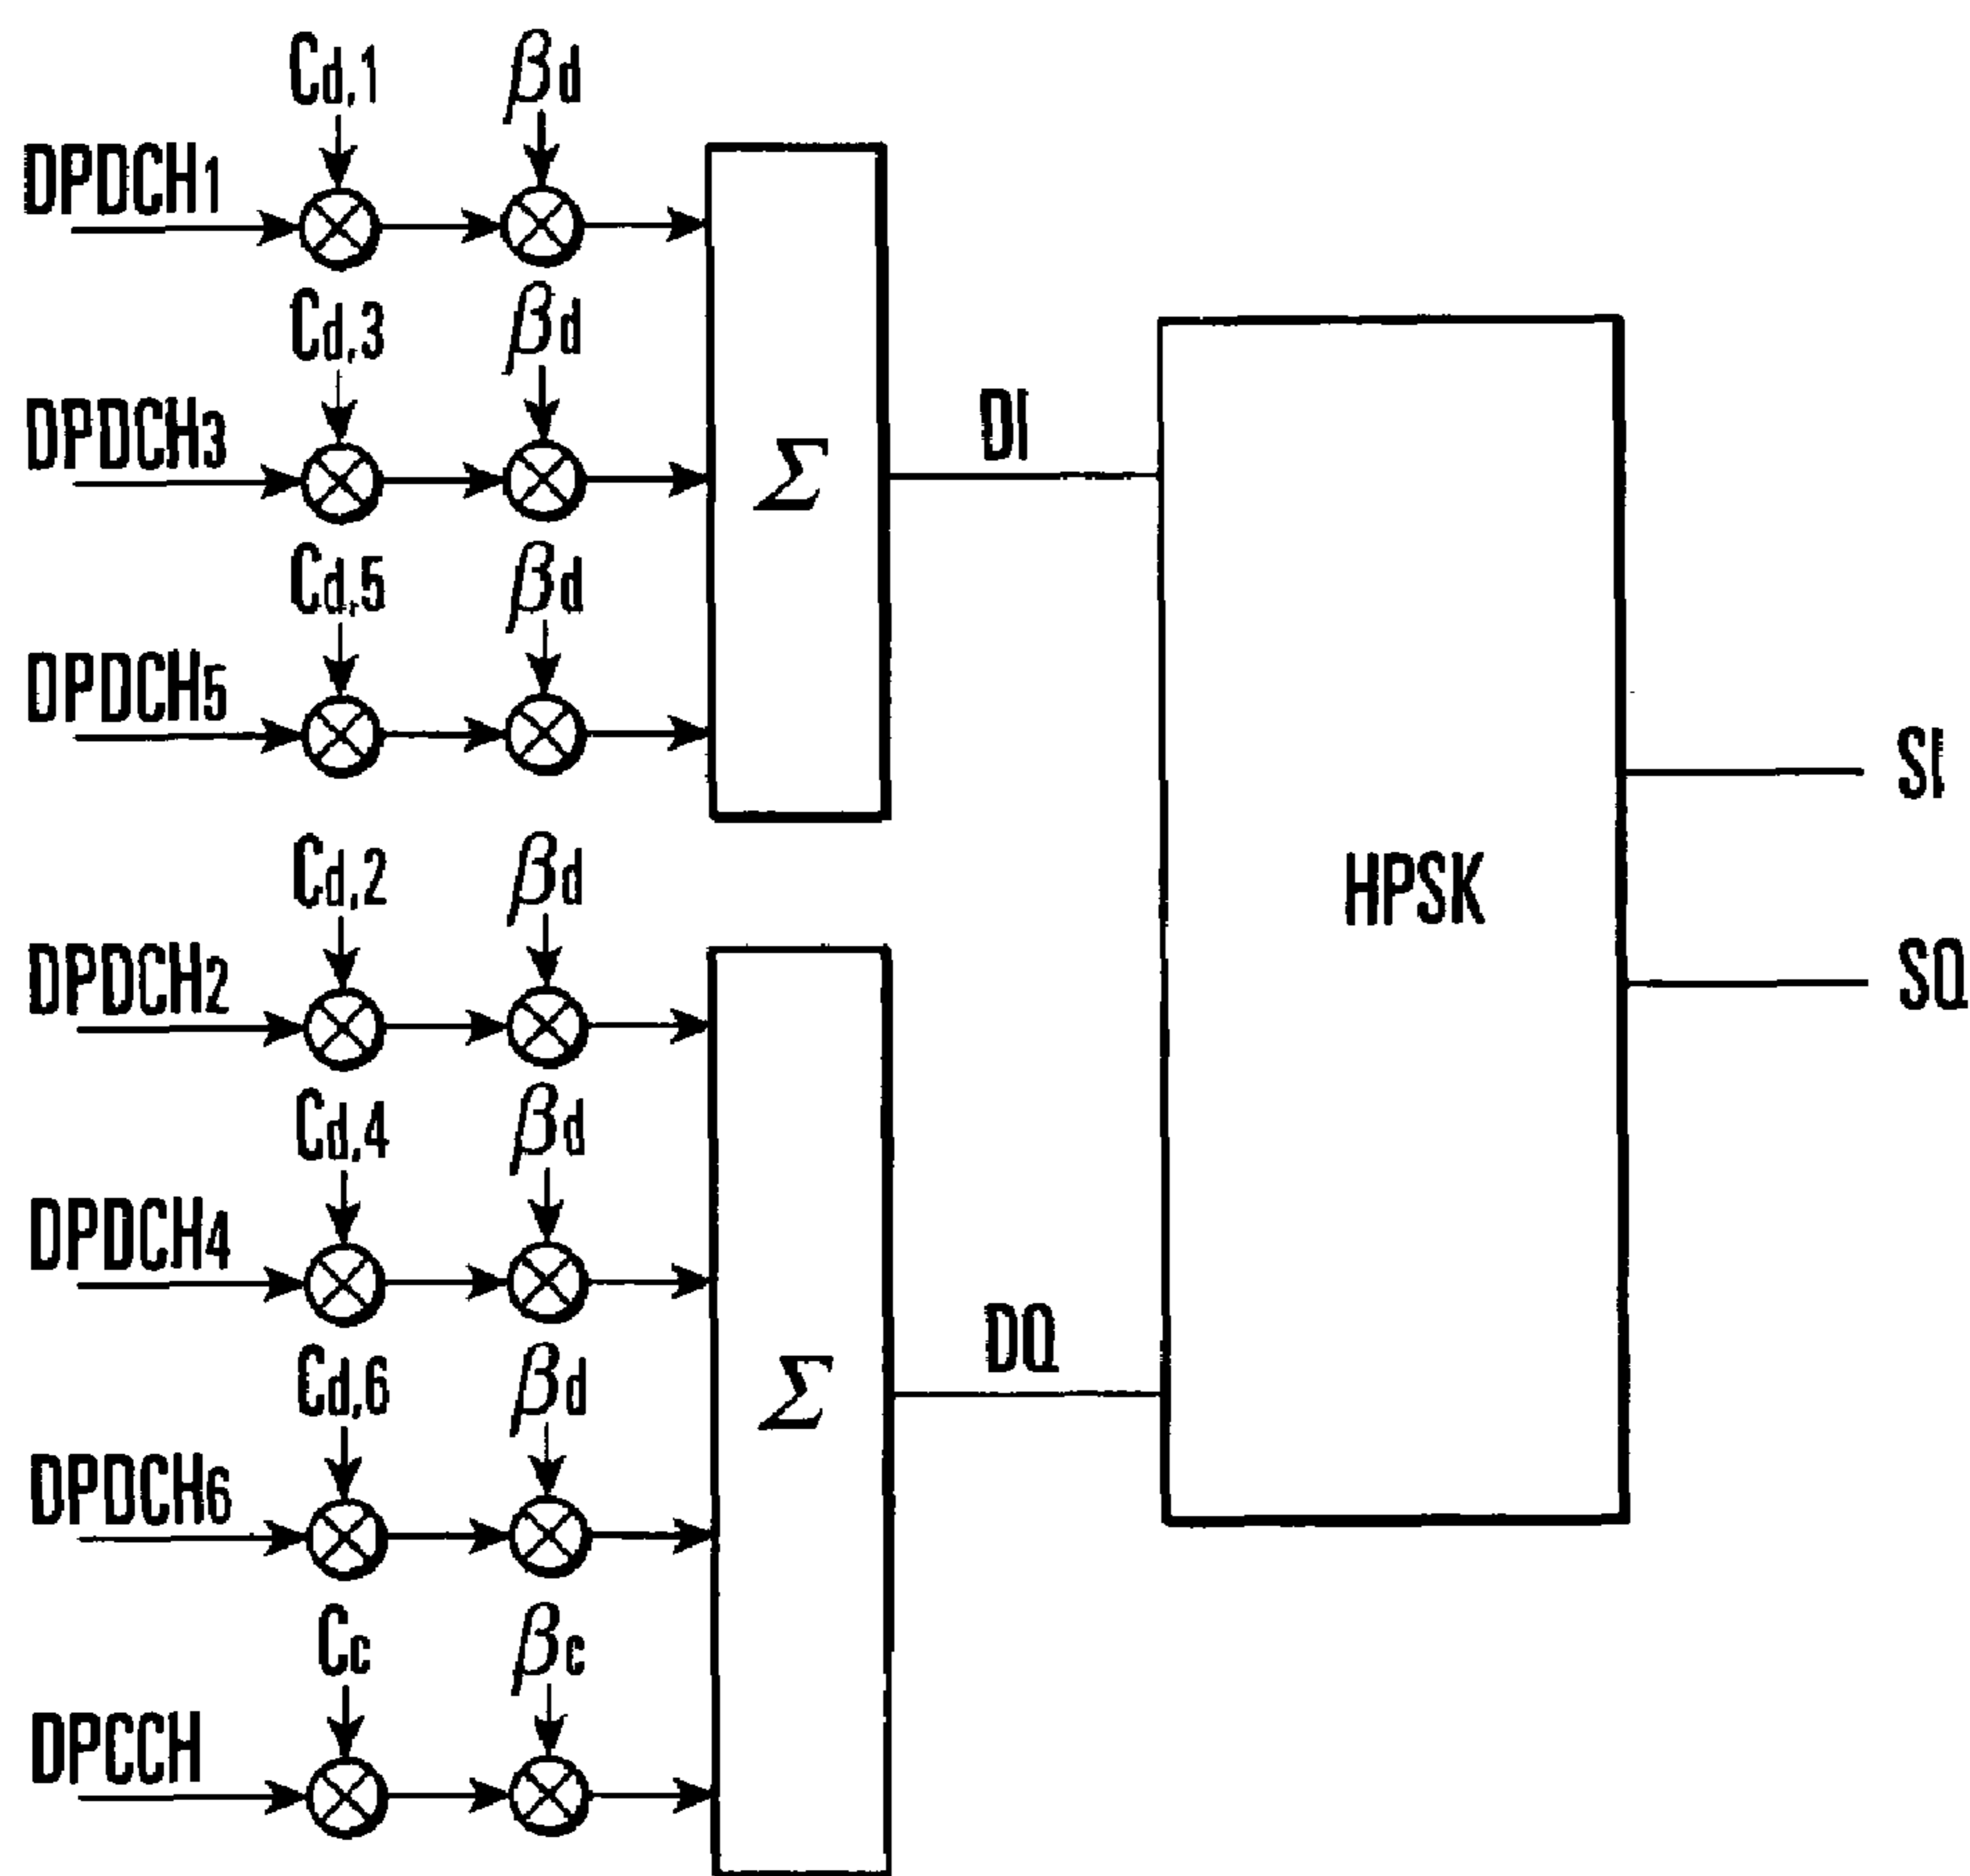 Cd,1 βd
DPDCH1
Cd,3 βd
DPDCH3
Σ
DI
Cd,5 βd
DPDCH5
SI
Cd,2 βd
HPSK
DPDCH2
SQ
Cd,4 βd
DPDCH4
DQ
Cd,6 βd
Σ
DPDCH6
Cc βc
DPCCH